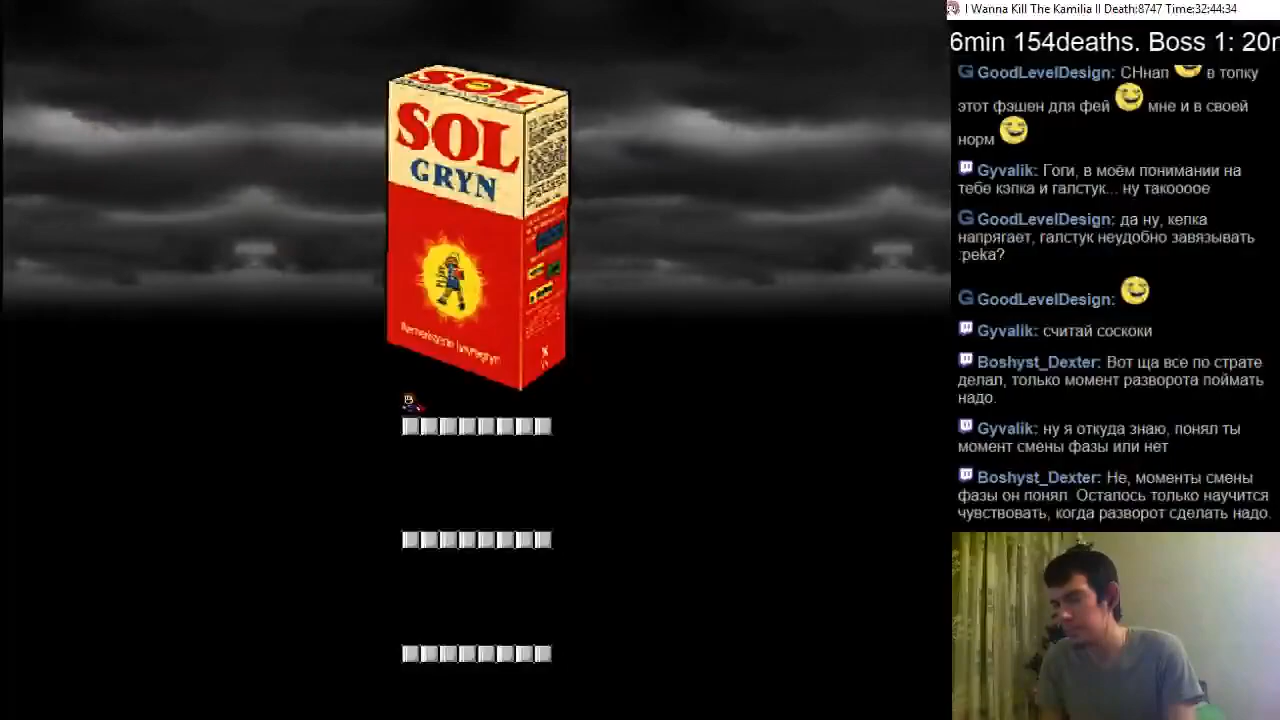 I Wanna Kill The Kamilia II Death:8747 Time:32:44:34
6min 154deaths. Boss 1: 20
GoodLevelDesign: СНнап в топку
этот фэшен для фей мне и в своей
норм
Gyvalik: Гоги, в моём понимании на
тебе кэпка и галстук... ну такоооое
GoodLevelDesign: да ну, кепка
напрягает, галстук неудобно завязывать
:peka?
GoodLevelDesign:
Gyvalik: считай соскоки
Boshyst_Dexter: Вот ща все по страте
делал, только момент разворота поймать
надо.
Gyvalik: ну я откуда знаю, понял ты
момент смены фазы или нет
Boshyst_Dexter: Не, моменты смены
фазы он понял. Осталось только научится
чувствовать, когда разворот сделать надо.
SOL
SOL
GRYN